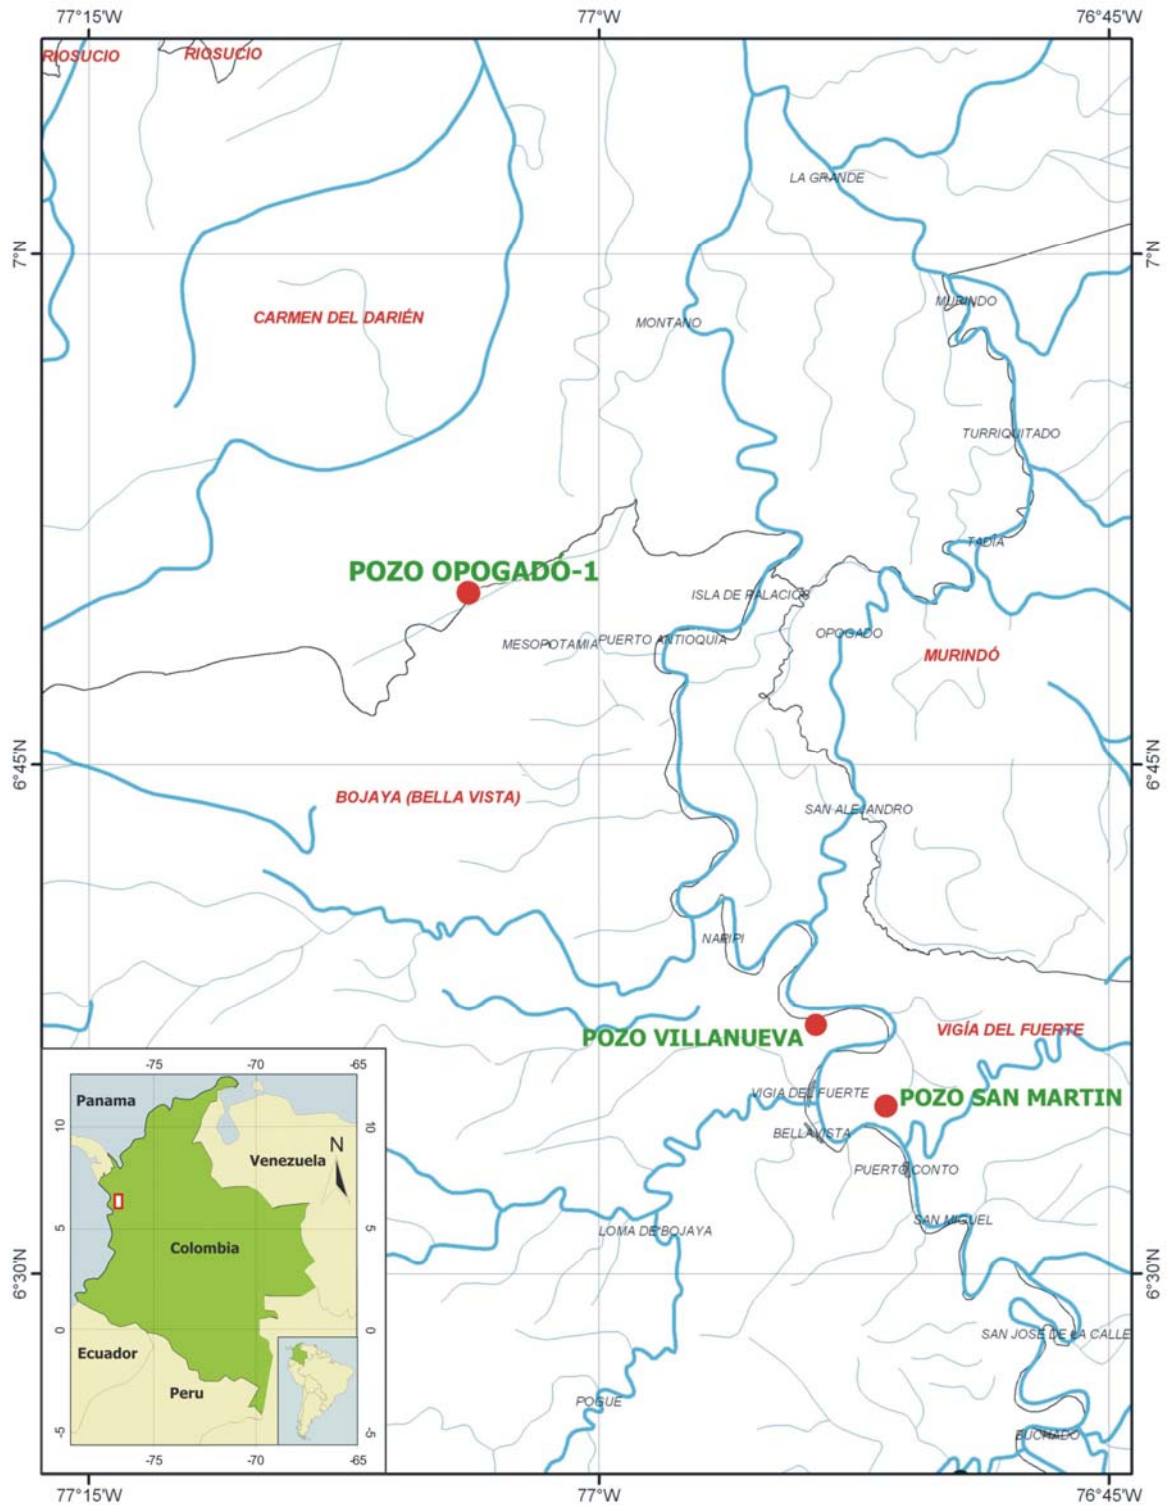 77°15'W
77°W
76°45'W
RIOSUCIO
RIOSUCIO
LA GRANDE
7°N
7°N
MURINDO
CARMEN DEL DARIÉN
MONTANO
TURRIQUITADO
TADÍA
POZO OPOGADÓ-1
ISLA DE PALACIOS
OPOGADO
MESOPOTAMIA
PUERTO ANTIOQUIA
MURINDÓ
6°45'N
6°45'N
BOJAYA (BELLA VISTA)
SAN ALEJANDRO
NARIPI
POZO VILLANUEVA
VIGÍA DEL FUERTE
VIGIA DEL FUERTE
POZO SAN MARTIN
BELLAVISTA
PUERTO CONTO
SAN MIGUEL
LOMA DE BOJAYA
6°30'N
6°30'N
SAN JOSE DE LA CALLE
POGUE
BUCHADO
-75
-70
-65
Panama
10
10
N
Venezuela
5
5
Colombia
0
0
Ecuador
Peru
-5
-5
-75
-70
-65
77°15'W
77°W
76°45'W